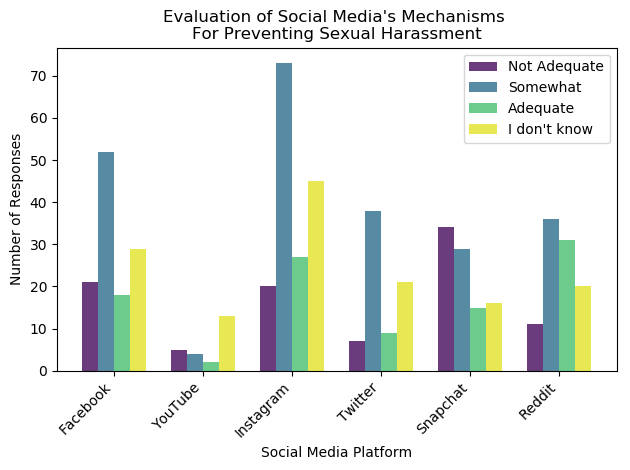 Evaluation of Social Media's Mechanisms
For Preventing Sexual Harassment
Not Adequate
Somewhat
Adequate
I don't know
Number of Responses
70
60
50
40
30
20
10
0
Facebook
YouTube
Instagram
Twitter
Snapchat
Reddit
Social Media Platform